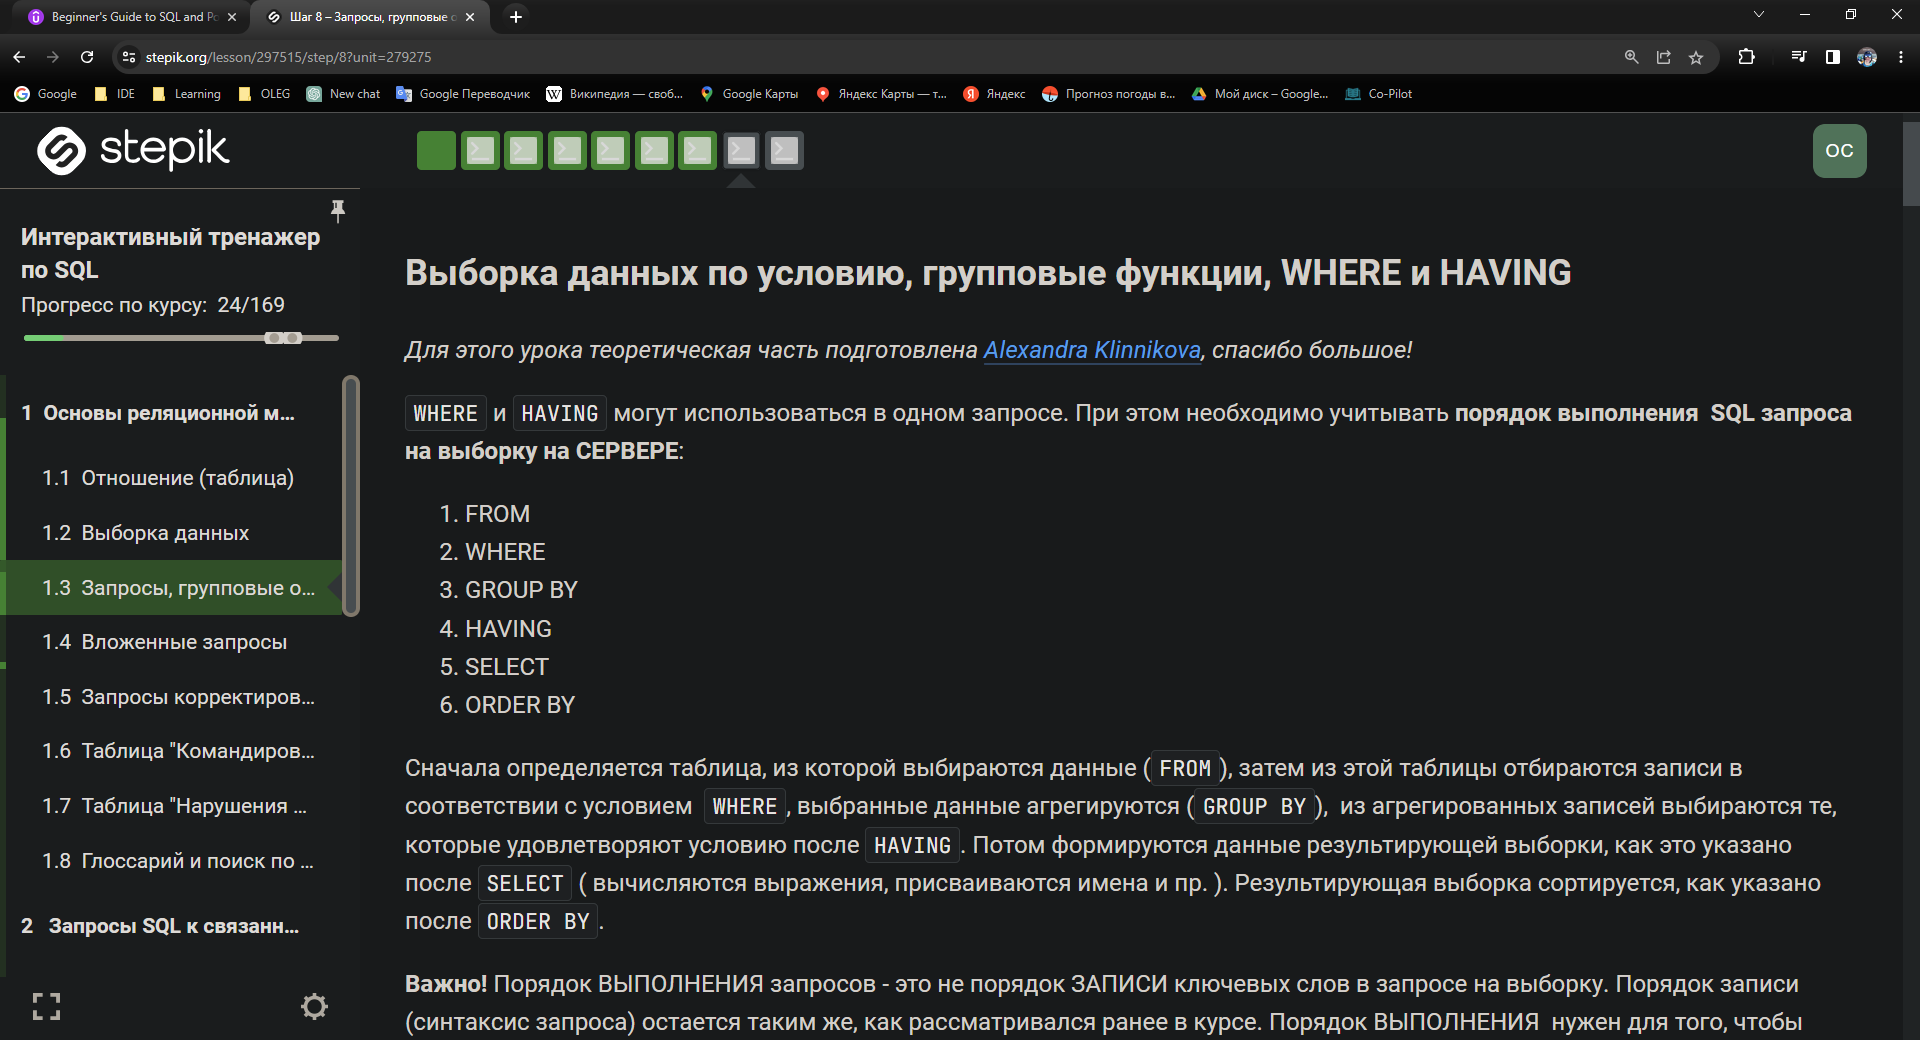 Beginner's Guide to SQL and Po
Шаг 8 – Запросы, групповые о
stepik.org/lesson/297515/step/8?unit=279275
Google
IDE
Learning
OLEG
New chat
Google Переводчик
Википедия — своб...
Google Карты
Яндекс Карты — т...
Яндекс
Прогноз погоды в...
Мой диск – Google...
Co-Pilot
stepik
OC
Интерактивный тренажер
по SQL
Прогресс по курсу: 24/169
1 Основы реляционной м...
1.1 Отношение (таблица)
1.2 Выборка данных
1.3 Запросы, групповые о...
1.4 Вложенные запросы
1.5 Запросы корректиров...
1.6 Таблица "Командиров...
1.7 Таблица "Нарушения ...
1.8 Глоссарий и поиск по ...
2 Запросы SQL к связанн...
Выборка данных по условию, групповые функции, WHERE и HAVING
Для этого урока теоретическая часть подготовлена Alexandra Klinnikova, спасибо большое!
WHERE и HAVING могут использоваться в одном запросе. При этом необходимо учитывать порядок выполнения SQL запроса
на выборку на СЕРВЕРЕ:
1. FROM
2. WHERE
3. GROUP BY
4. HAVING
5. SELECT
6. ORDER BY
Сначала определяется таблица, из которой выбираются данные (FROM), затем из этой таблицы отбираются записи в
соответствии с условием WHERE, выбранные данные агрегируются (GROUP BY), из агрегированных записей выбираются те,
которые удовлетворяют условию после HAVING. Потом формируются данные результирующей выборки, как это указано
после SELECT ( вычисляются выражения, присваиваются имена и пр. ). Результирующая выборка сортируется, как указано
после ORDER BY.
Важно! Порядок ВЫПОЛНЕНИЯ запросов - это не порядок ЗАПИСИ ключевых слов в запросе на выборку. Порядок записи
(синтаксис запроса) остается таким же, как рассматривался ранее в курсе. Порядок ВЫПОЛНЕНИЯ нужен для того, чтобы